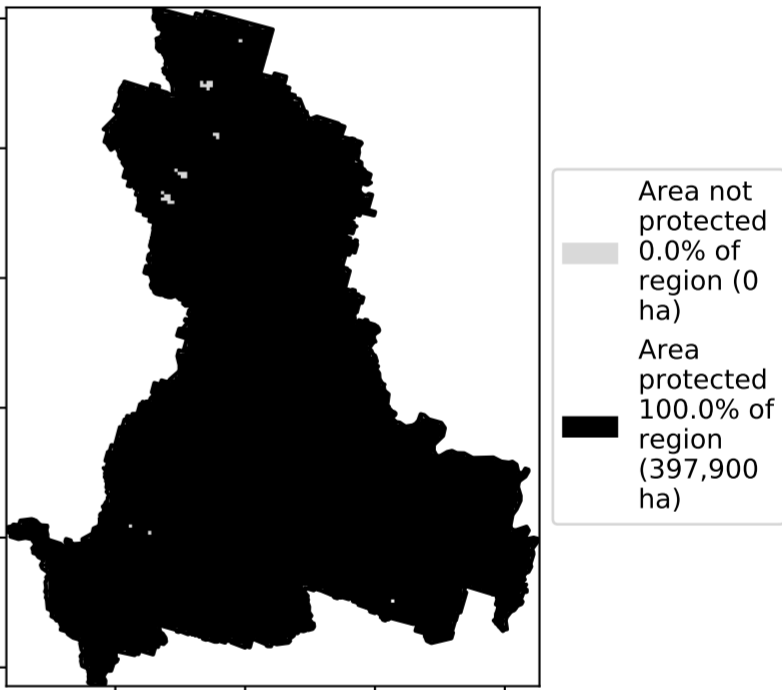 Area not
protected
0.0% of
region (0
ha)
Area
protected
100.0% of
region
(397,900
ha)